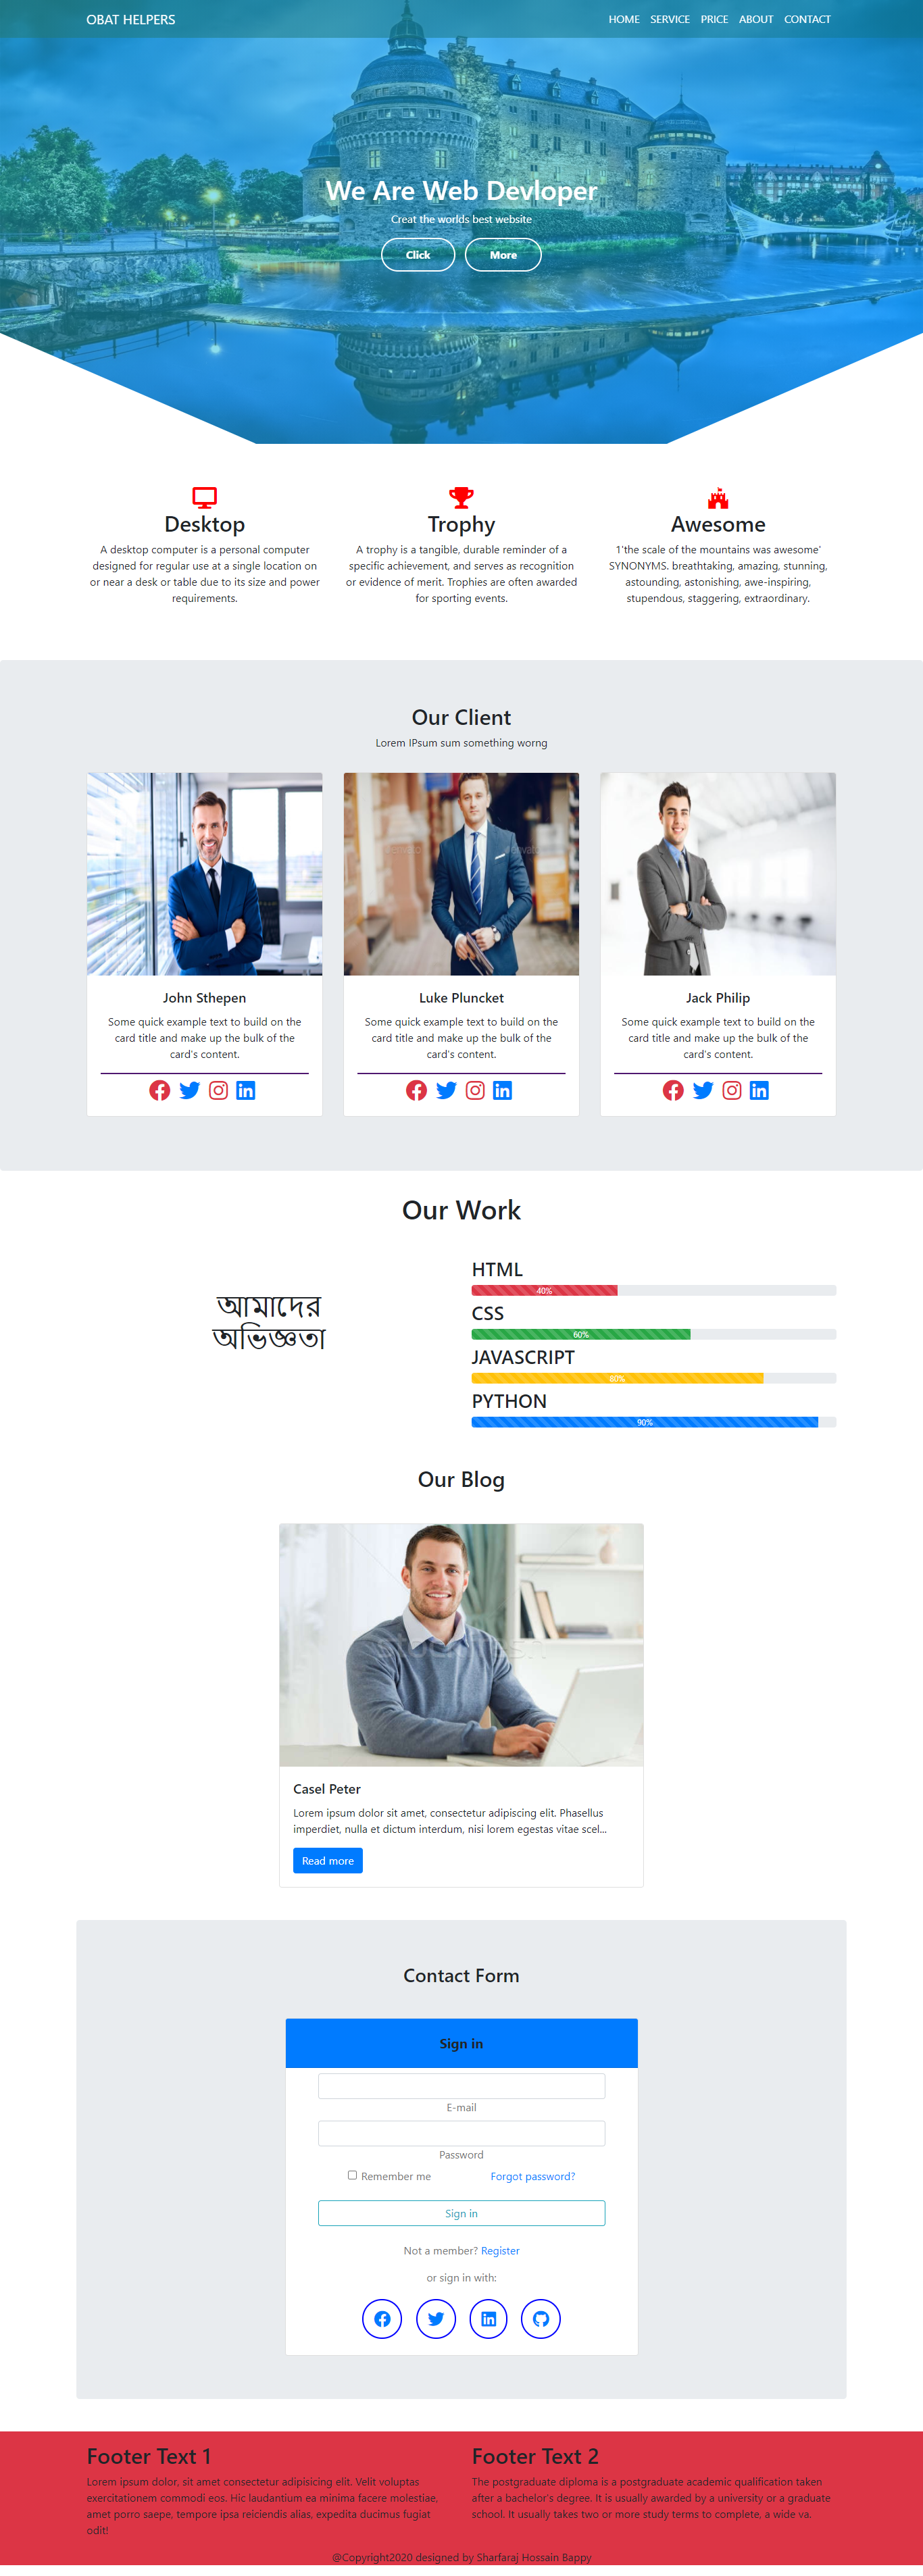 OBAT HELPERS
HOME SERVICE PRICE ABOUT CONTACT
We Are Web Devloper
Creat the worlds best website
Click More
Desktop
A desktop computer is a personal computer
designed for regular use at a single location on
or near a desk or table due to its size and power
requirements.
Trophy
A trophy is a tangible, durable reminder of a
specific achievement, and serves as recognition
or evidence of merit. Trophies are often awarded
for sporting events.
Awesome
1'the scale of the mountains was awesome'
SYNONYMS. breathtaking, amazing, stunning,
astounding, astonishing, awe-inspiring,
stupendous, staggering, extraordinary.
Our Client
Lorem IPsum sum something worng
John Sthepen
Some quick example text to build on the
card title and make up the bulk of the
card's content.
Luke Pluncket
Some quick example text to build on the
card title and make up the bulk of the
card's content.
Jack Philip
Some quick example text to build on the
card title and make up the bulk of the
card's content.
Our Work
আমাদের
অভিজ্ঞতা
HTML
40%
CSS
60%
JAVASCRIPT
80%
PYTHON
90%
Our Blog
Casel Peter
Lorem ipsum dolor sit amet, consectetur adipiscing elit. Phasellus
imperdiet, nulla et dictum interdum, nisi lorem egestas vitae scel...
Read more
Contact Form
Sign in
E-mail
Password
Remember me Forgot password?
Sign in
Not a member? Register
or sign in with:
Footer Text 1
Lorem ipsum dolor, sit amet consectetur adipisicing elit. Velit voluptas
exercitationem commodi eos. Hic laudantium ea minima facere molestiae,
amet porro saepe, tempore ipsa reiciendis alias, expedita ducimus fugiat
odit!
Footer Text 2
The postgraduate diploma is a postgraduate academic qualification taken
after a bachelor's degree. It is usually awarded by a university or a graduate
school. It usually takes two or more study terms to complete, a wide va.
@Copyright2020 designed by Sharfaraj Hossain Bappy